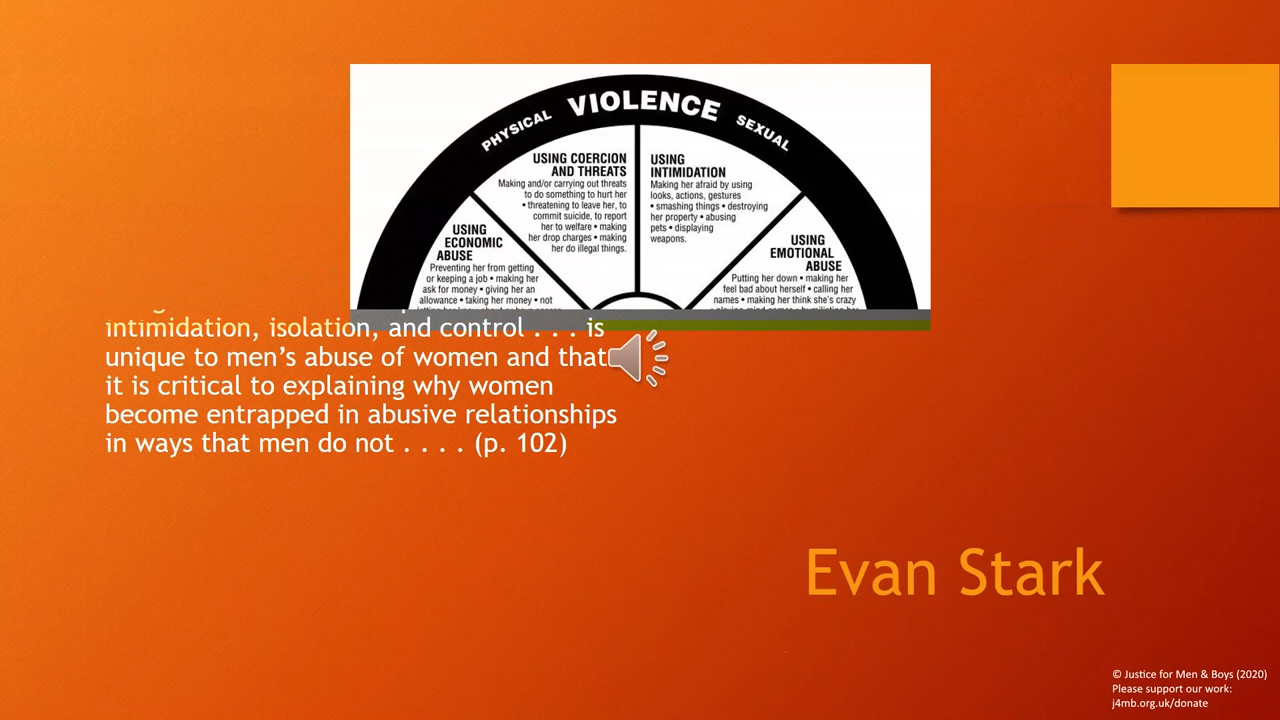 PHYSICAL VIOLENCE SEXUAL
USING COERCION
AND THREATS
Making and/or carrying out threats
to do something to hurt her
• threatening to leave her, to
commit suicide, to report
her to welfare • making
her drop charges • making
her do illegal things.
USING
INTIMIDATION
Making her afraid by using
looks, actions, gestures
• smashing things • destroying
her property • abusing
pets • displaying
weapons.
USING
ECONOMIC
ABUSE
Preventing her from getting
or keeping a job • making her
ask for money • giving her an
allowance • taking her money • not
USING
EMOTIONAL
ABUSE
Putting her down • making her
feel bad about herself • calling her
names • making her think she's crazy
intimidation, isolation, and control . . . is
unique to men’s abuse of women and that
it is critical to explaining why women
become entrapped in abusive relationships
in ways that men do not . . . . (p. 102)
Evan Stark
© Justice for Men & Boys (2020)
Please support our work:
j4mb.org.uk/donate